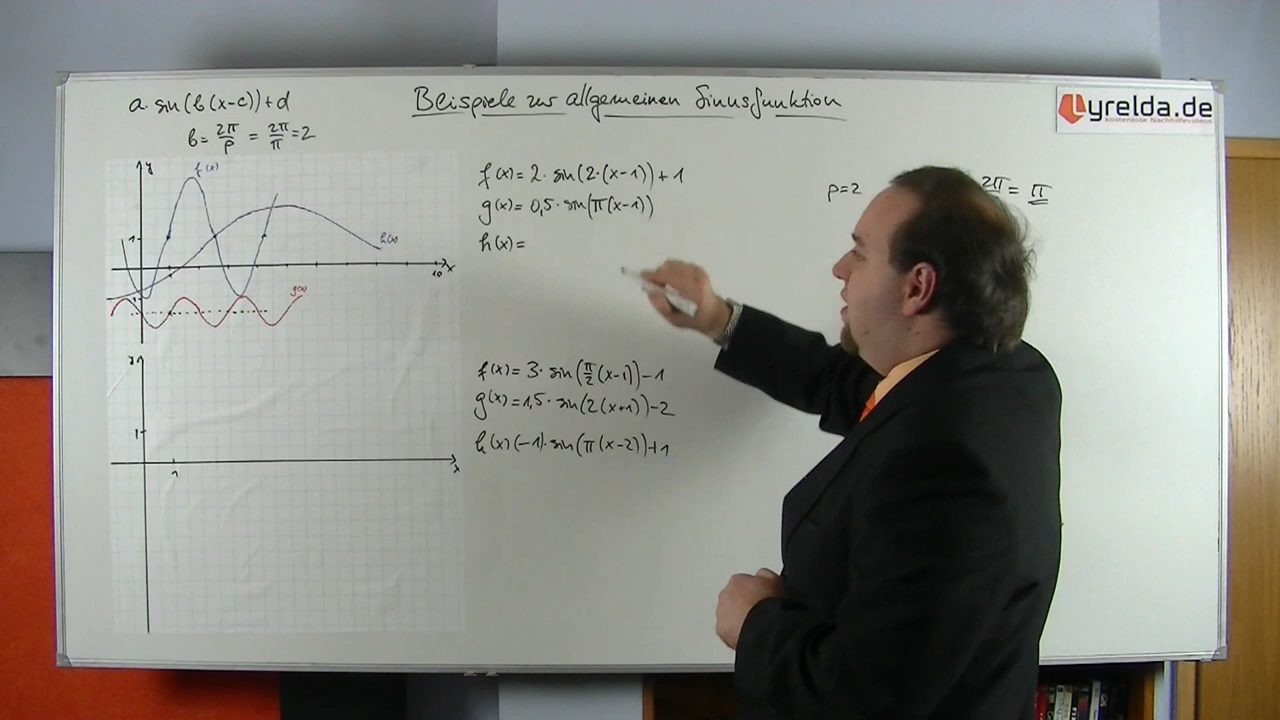 Beispiele zur allgemeinen Sinusfunktion
a· sin(b(x-c))+d
b= 2π/p = 2π/π =2
lyrelda.de
kostenlose Nachhilfevideos
y
f(x)
1
h(x)
10
x
g(x)
f(x)= 2· sin(2·(x-1))+1
g(x)= 0,5· sin(π(x-1))
h(x)=
p=2
2π = π
y
1
1
x
f(x)= 3· sin(π/2(x-1))-1
g(x)=1,5· sin(2(x+1))-2
h(x)(-1)· sin(π(x-2))+1